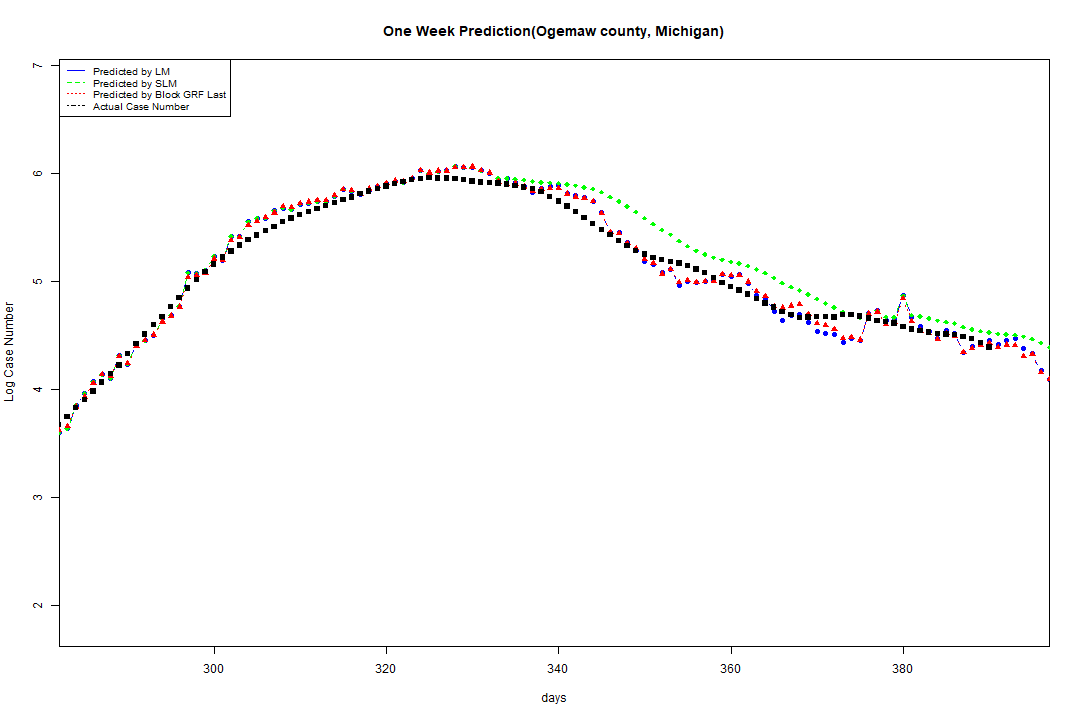 One Week Prediction(Ogemaw county, Michigan)
Predicted by LM
Predicted by SLM
Predicted by Block GRF Last
Actual Case Number
7
6
5
4
3
2
Log Case Number
300 320 340 360 380
days